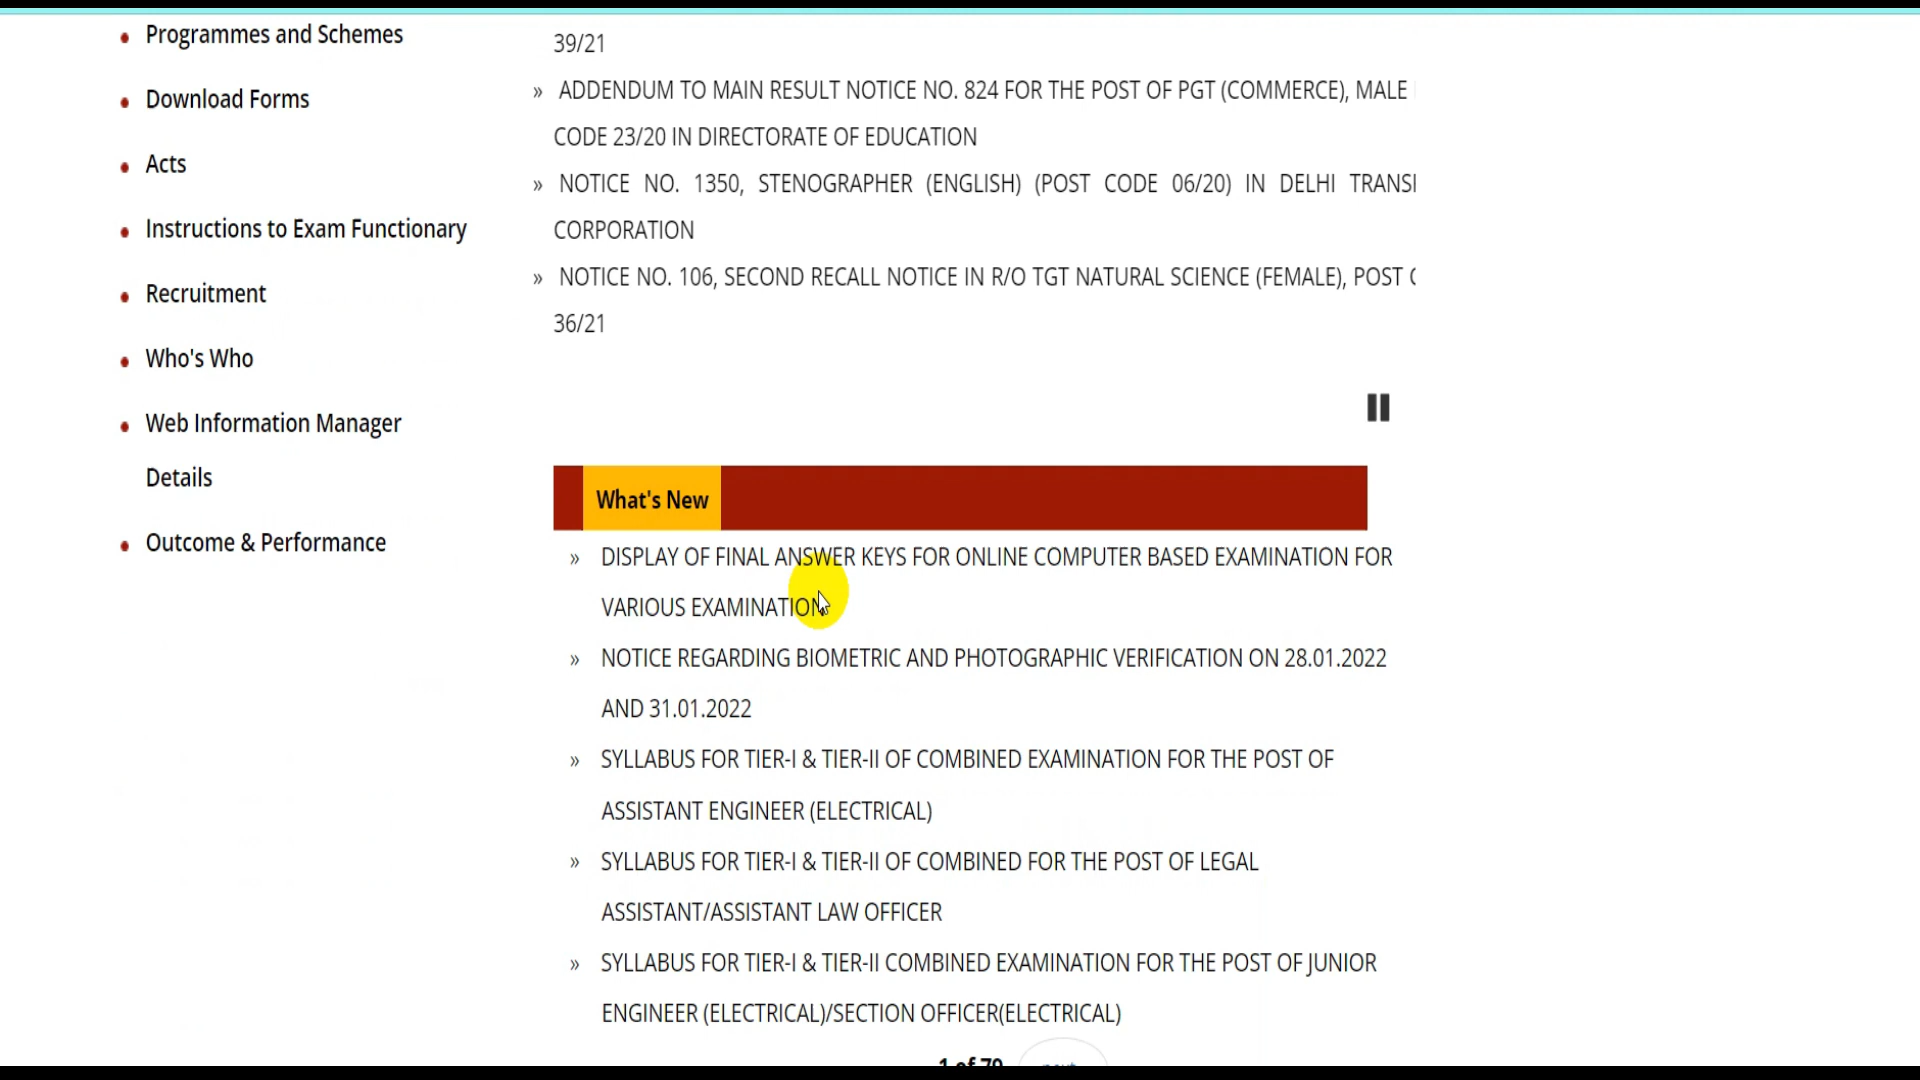 Programmes and Schemes
Download Forms
Acts
Instructions to Exam Functionary
Recruitment
Who's Who
Web Information Manager
Details
Outcome & Performance
39/21
» ADDENDUM TO MAIN RESULT NOTICE NO. 824 FOR THE POST OF PGT (COMMERCE), MALE
CODE 23/20 IN DIRECTORATE OF EDUCATION
» NOTICE NO. 1350, STENOGRAPHER (ENGLISH) (POST CODE 06/20) IN DELHI TRANS
CORPORATION
» NOTICE NO. 106, SECOND RECALL NOTICE IN R/O TGT NATURAL SCIENCE (FEMALE), POST
36/21
What's New
» DISPLAY OF FINAL ANSWER KEYS FOR ONLINE COMPUTER BASED EXAMINATION FOR
VARIOUS EXAMINATION
» NOTICE REGARDING BIOMETRIC AND PHOTOGRAPHIC VERIFICATION ON 28.01.2022
AND 31.01.2022
» SYLLABUS FOR TIER-I & TIER-II OF COMBINED EXAMINATION FOR THE POST OF
ASSISTANT ENGINEER (ELECTRICAL)
» SYLLABUS FOR TIER-I & TIER-II OF COMBINED FOR THE POST OF LEGAL
ASSISTANT/ASSISTANT LAW OFFICER
» SYLLABUS FOR TIER-I & TIER-II COMBINED EXAMINATION FOR THE POST OF JUNIOR
ENGINEER (ELECTRICAL)/SECTION OFFICER(ELECTRICAL)
1 of 79